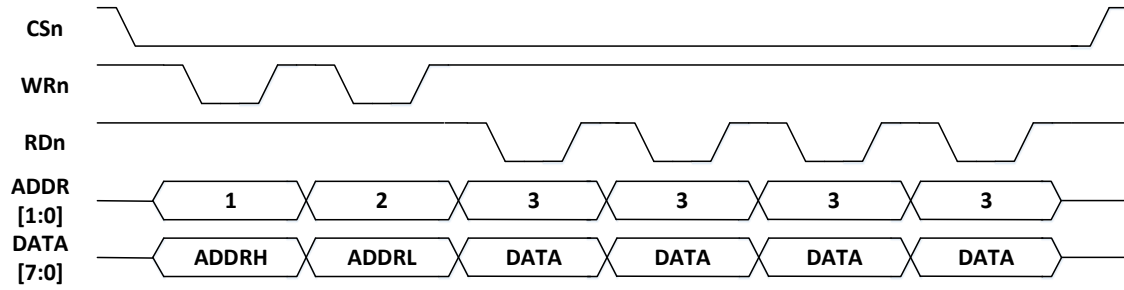 CSn
WRn
RDn
ADDR
[1:0]
1 2 3 3 3 3
DATA
[7:0]
ADDRH ADDRL DATA DATA DATA DATA